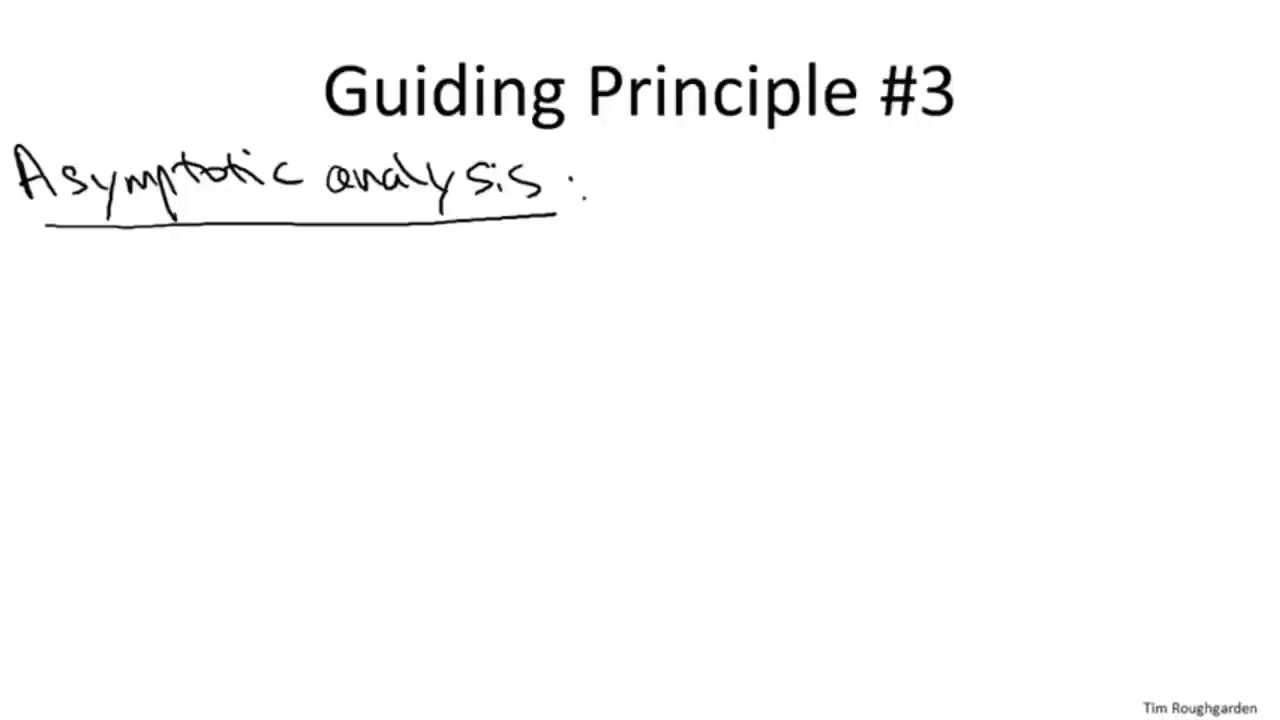 Guiding Principle #3
Asymptotic analysis :
Tim Roughgarden